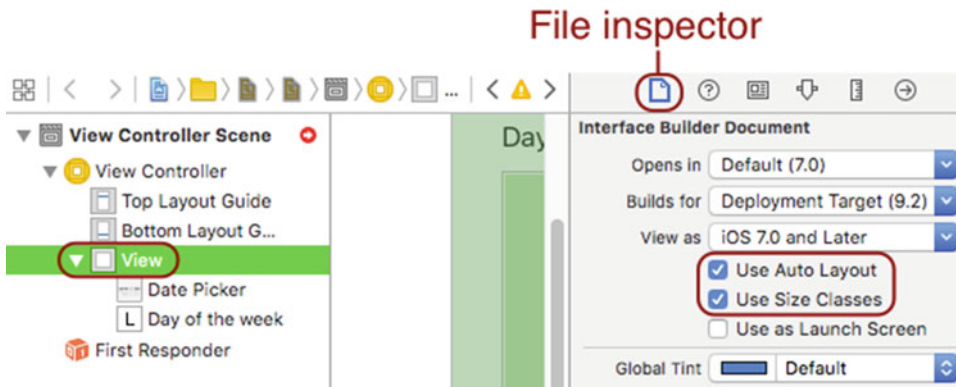 File inspector
...
View Controller Scene
View Controller
Top Layout Guide
Bottom Layout G...
View
Date Picker
L Day of the week
First Responder
Day
Interface Builder Document
Opens in Default (7.0)
Builds for Deployment Target (9.2)
View as iOS 7.0 and Later
Use Auto Layout
Use Size Classes
Use as Launch Screen
Global Tint Default